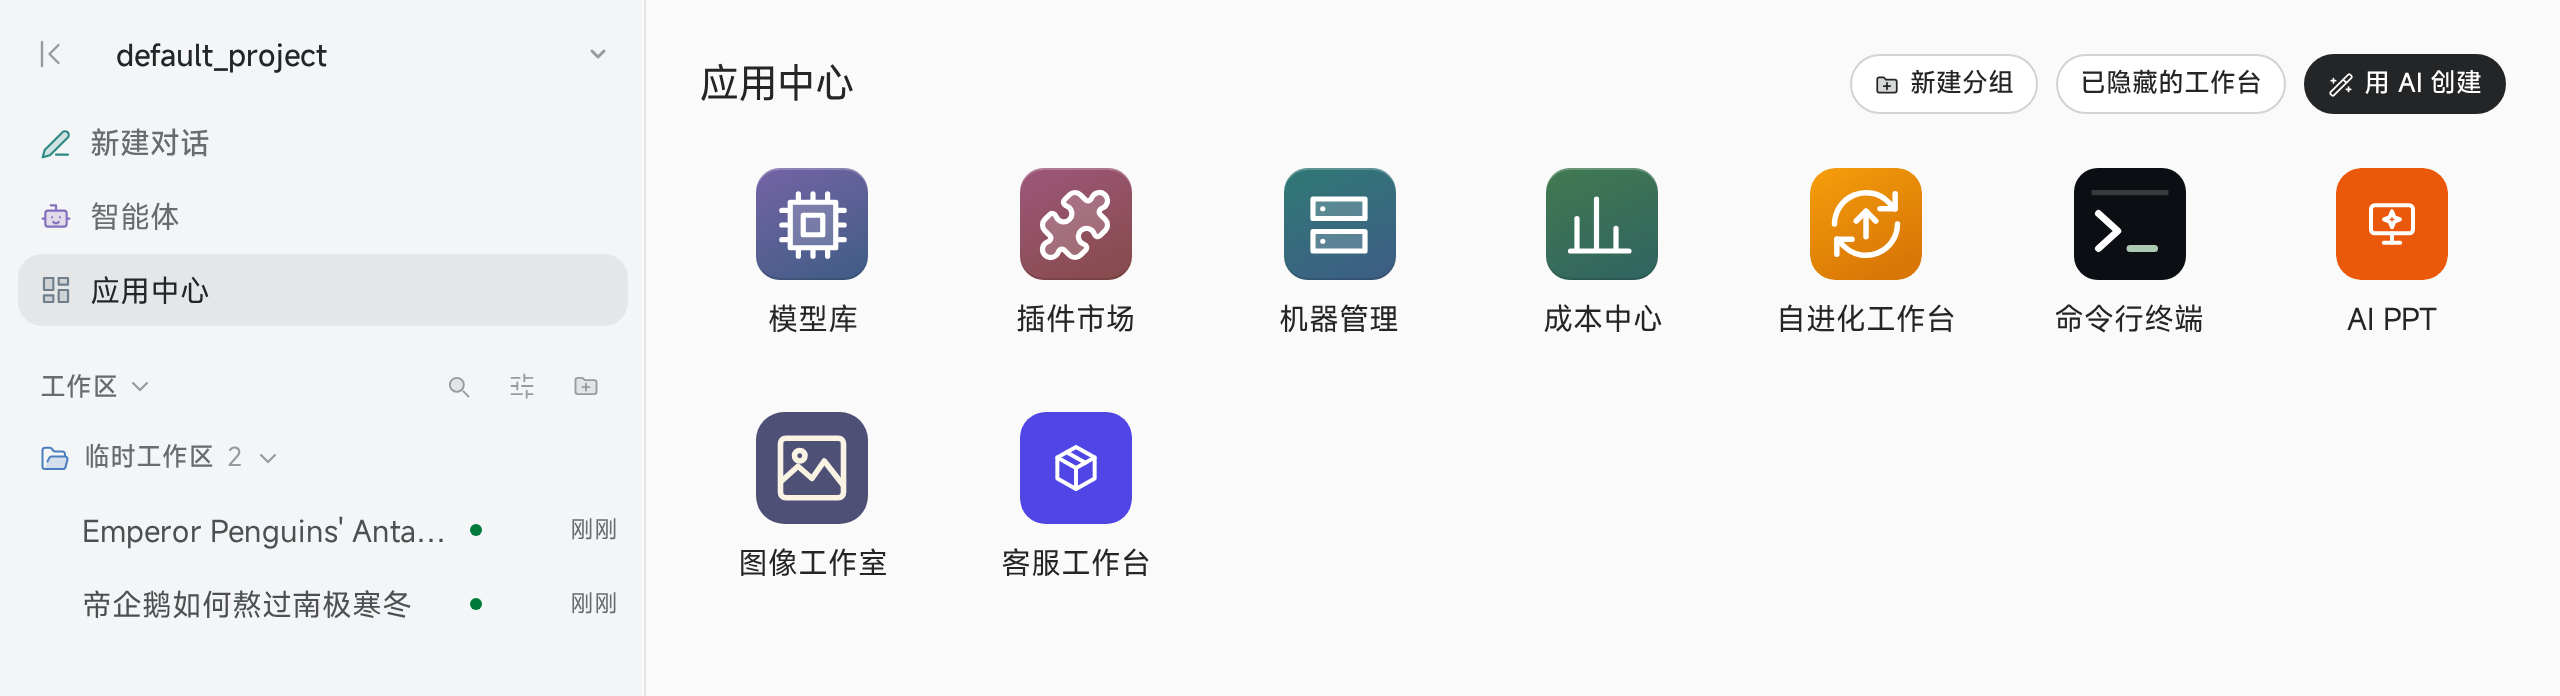 default_project
新建对话
智能体
应用中心
工作区
临时工作区 2
Emperor Penguins' Anta... 刚刚
帝企鹅如何熬过南极寒冬 刚刚
应用中心
新建分组 已隐藏的工作台 用 AI 创建
模型库 插件市场 机器管理 成本中心 自进化工作台 命令行终端 AI PPT
图像工作室 客服工作台